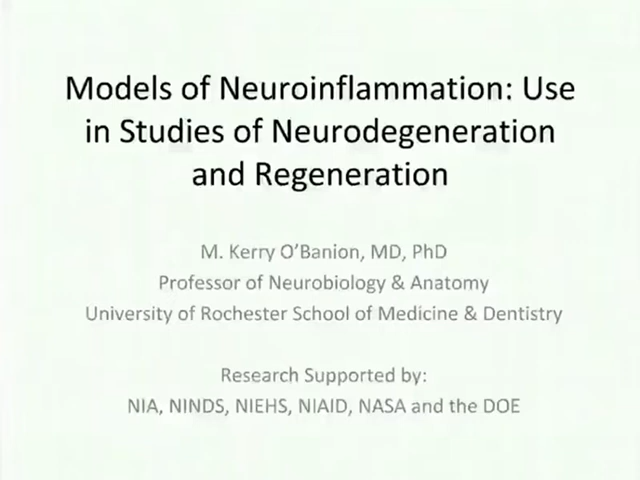 Models of Neuroinflammation: Use
in Studies of Neurodegeneration
and Regeneration
M. Kerry O’Banion, MD, PhD
Professor of Neurobiology & Anatomy
University of Rochester School of Medicine & Dentistry
Research Supported by:
NIA, NINDS, NIEHS, NIAID, NASA and the DOE